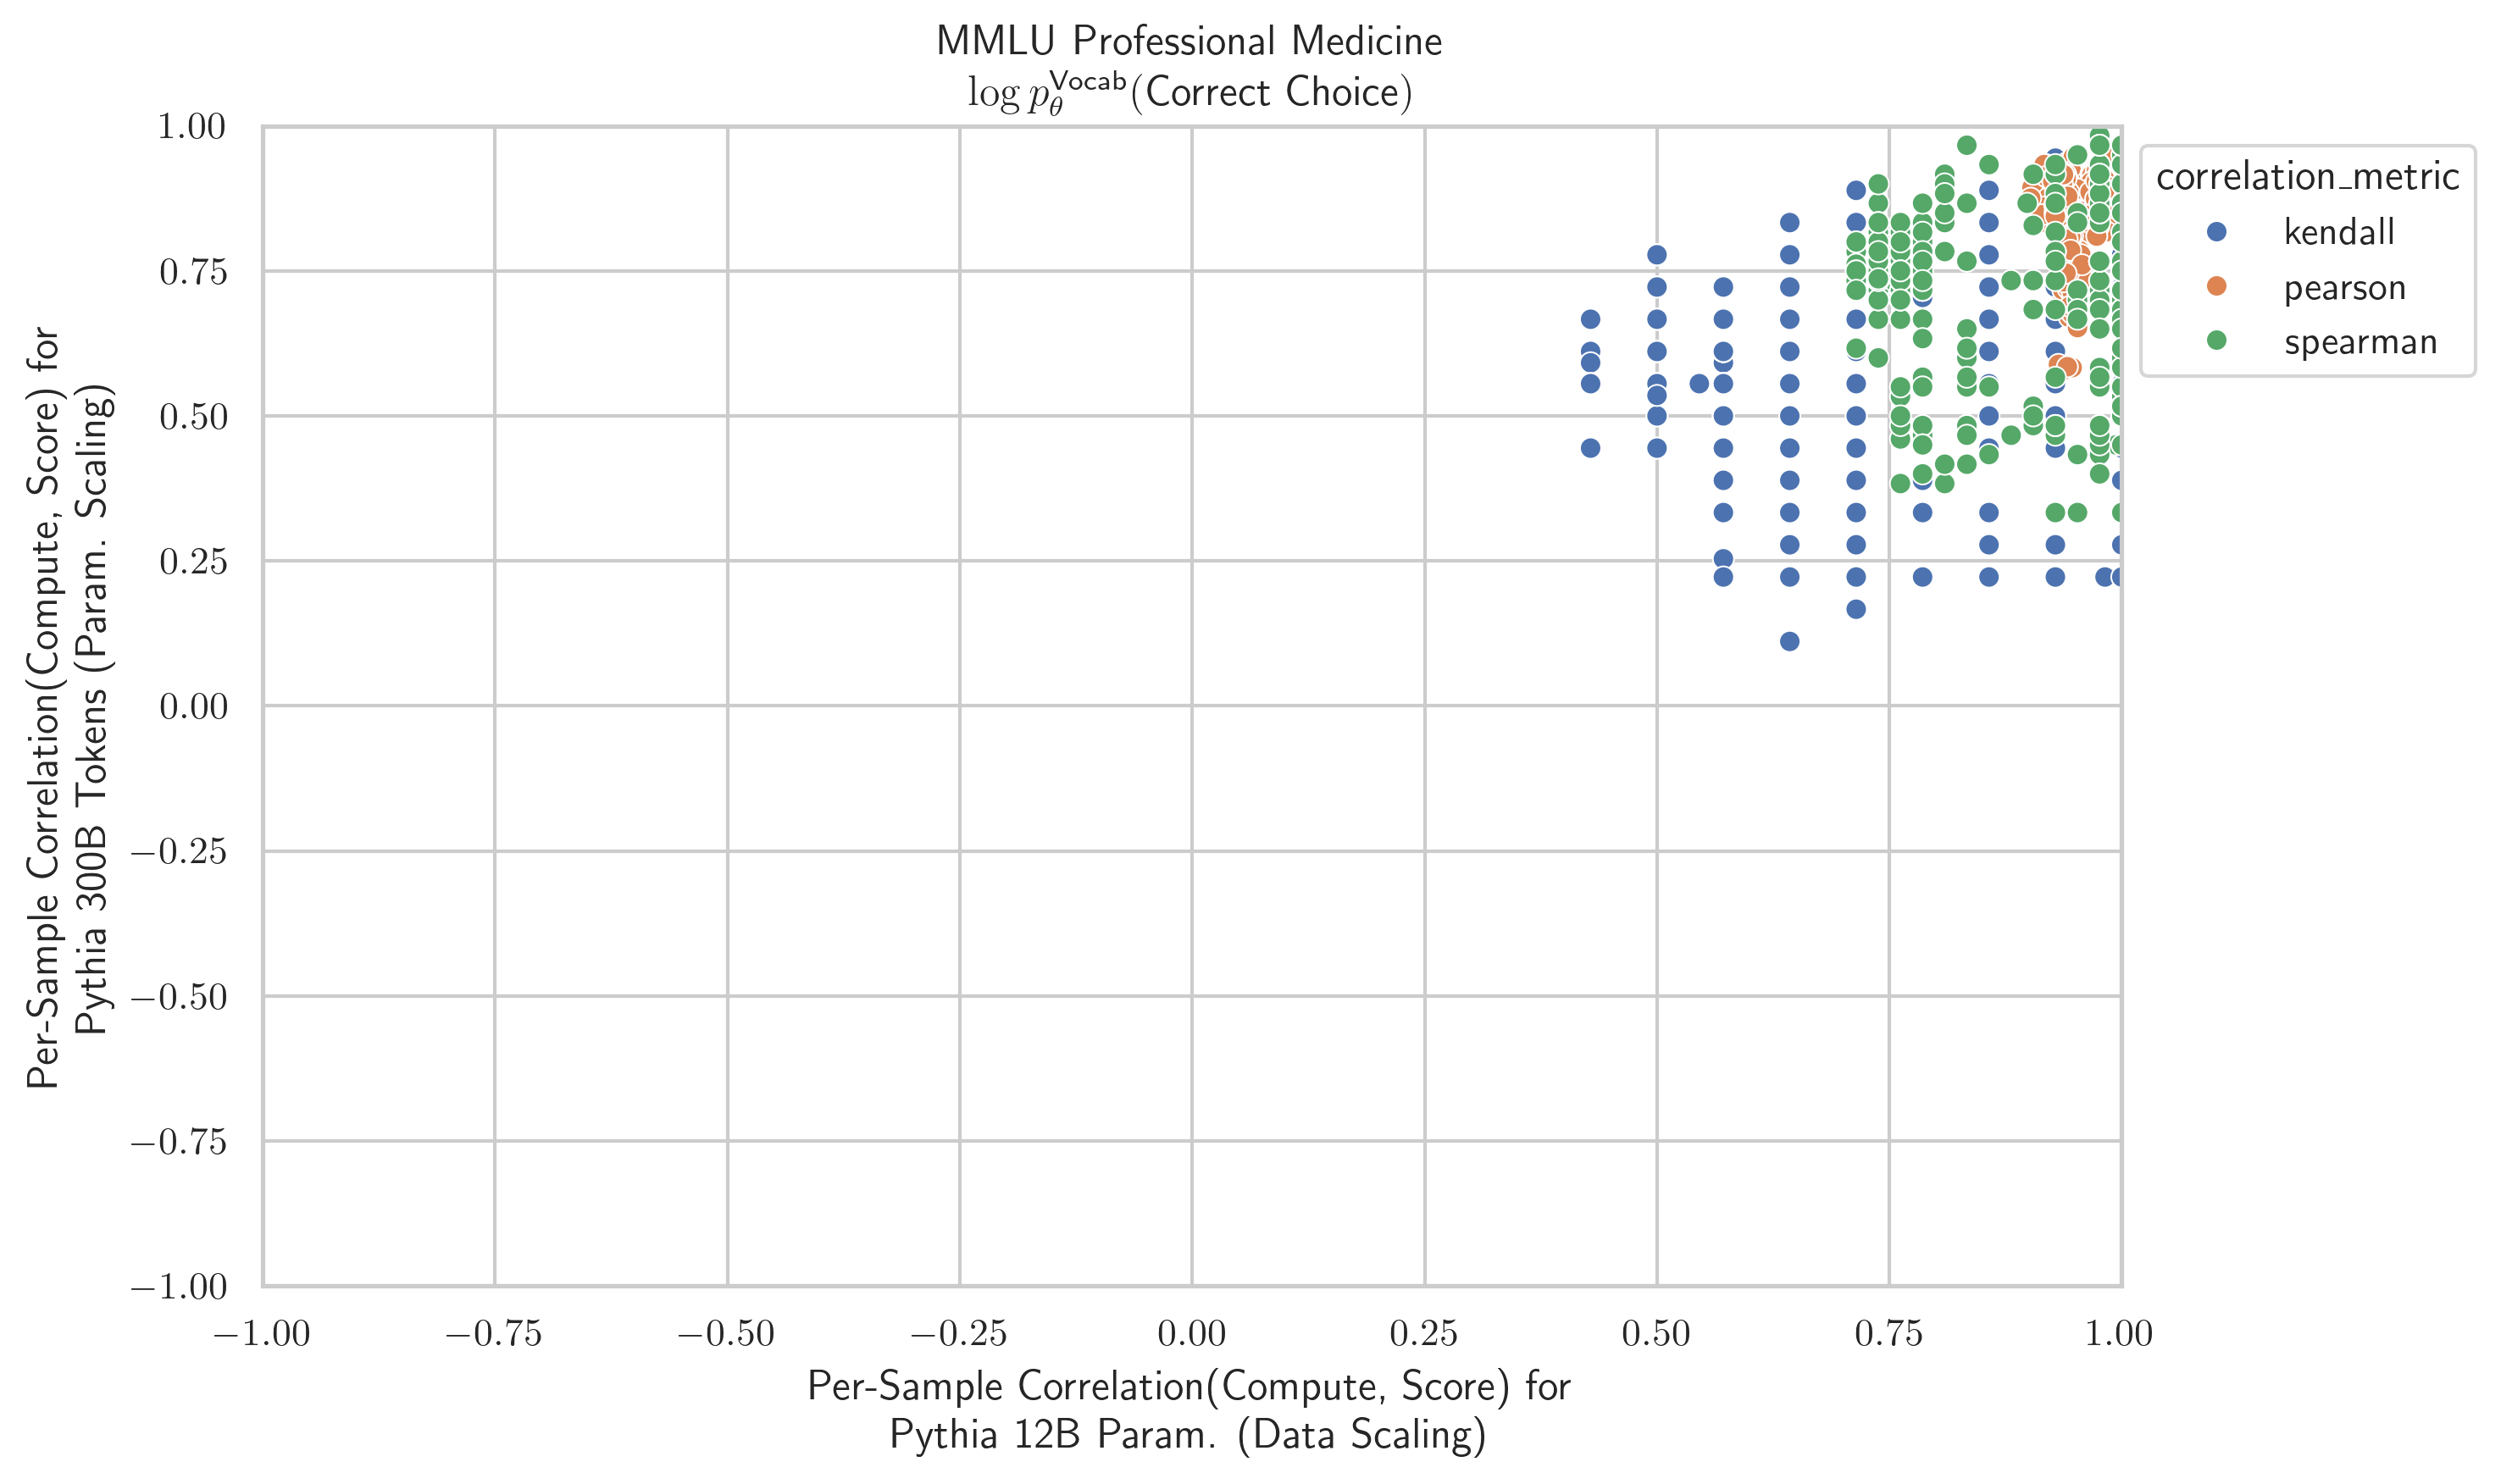 MMLU Professional Medicine
log p_θ^Vocab(Correct Choice)
Per-Sample Correlation(Compute, Score) for
Pythia 300B Tokens (Param. Scaling)
1.00
0.75
0.50
0.25
0.00
−0.25
−0.50
−0.75
−1.00
−1.00 −0.75 −0.50 −0.25 0.00 0.25 0.50 0.75 1.00
Per-Sample Correlation(Compute, Score) for
Pythia 12B Param. (Data Scaling)
correlation_metric
kendall
pearson
spearman